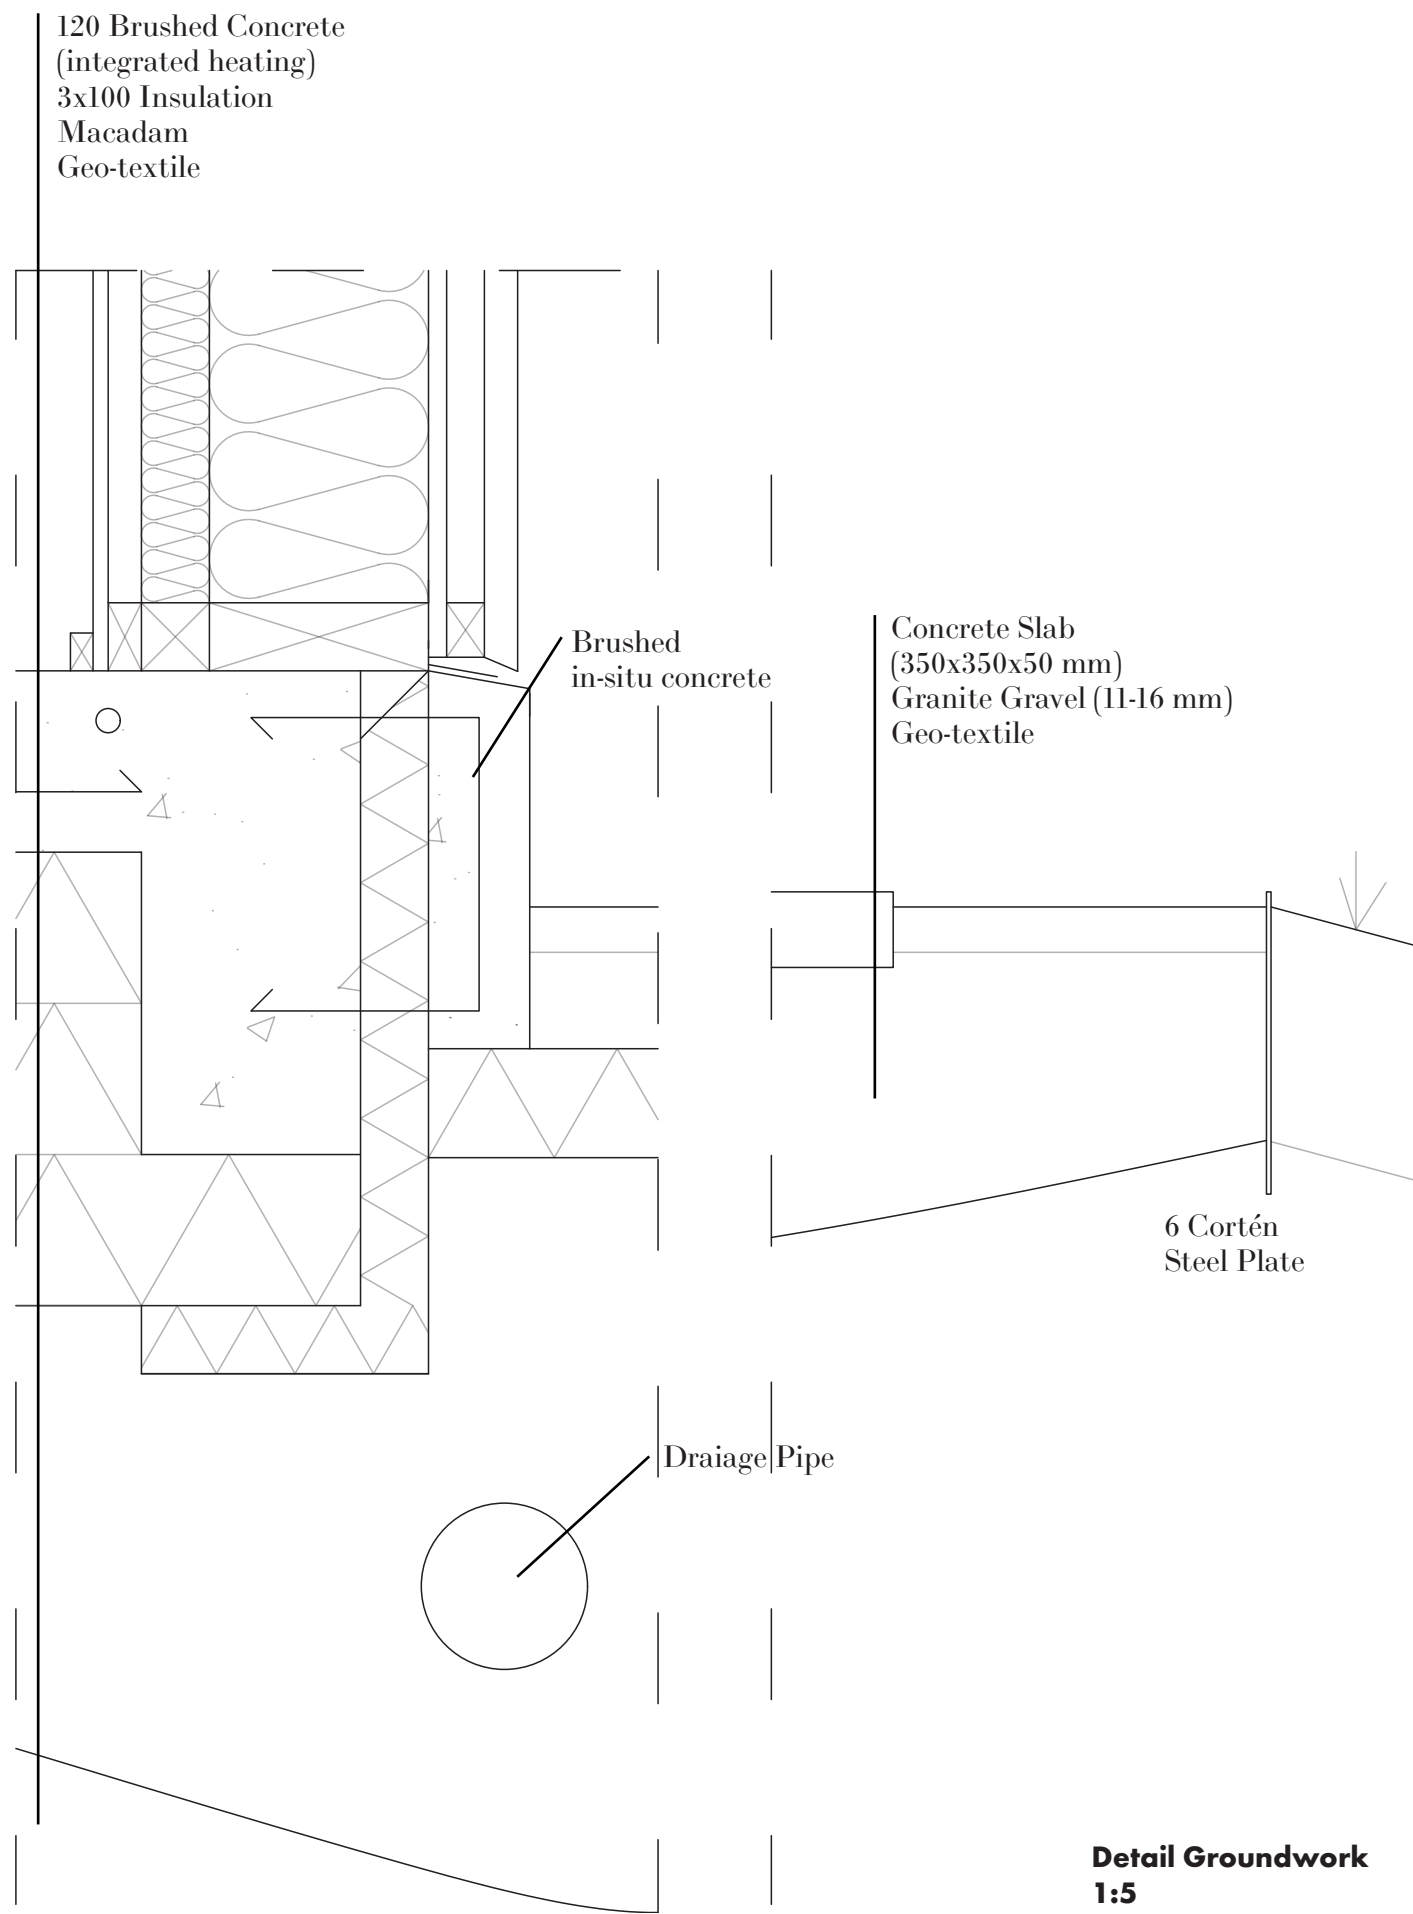 120 Brushed Concrete
(integrated heating)
3x100 Insulation
Macadam
Geo-textile
Brushed
in-situ concrete
Concrete Slab
(350x350x50 mm)
Granite Gravel (11-16 mm)
Geo-textile
6 Cortén
Steel Plate
Draiage Pipe
Detail Groundwork
1:5